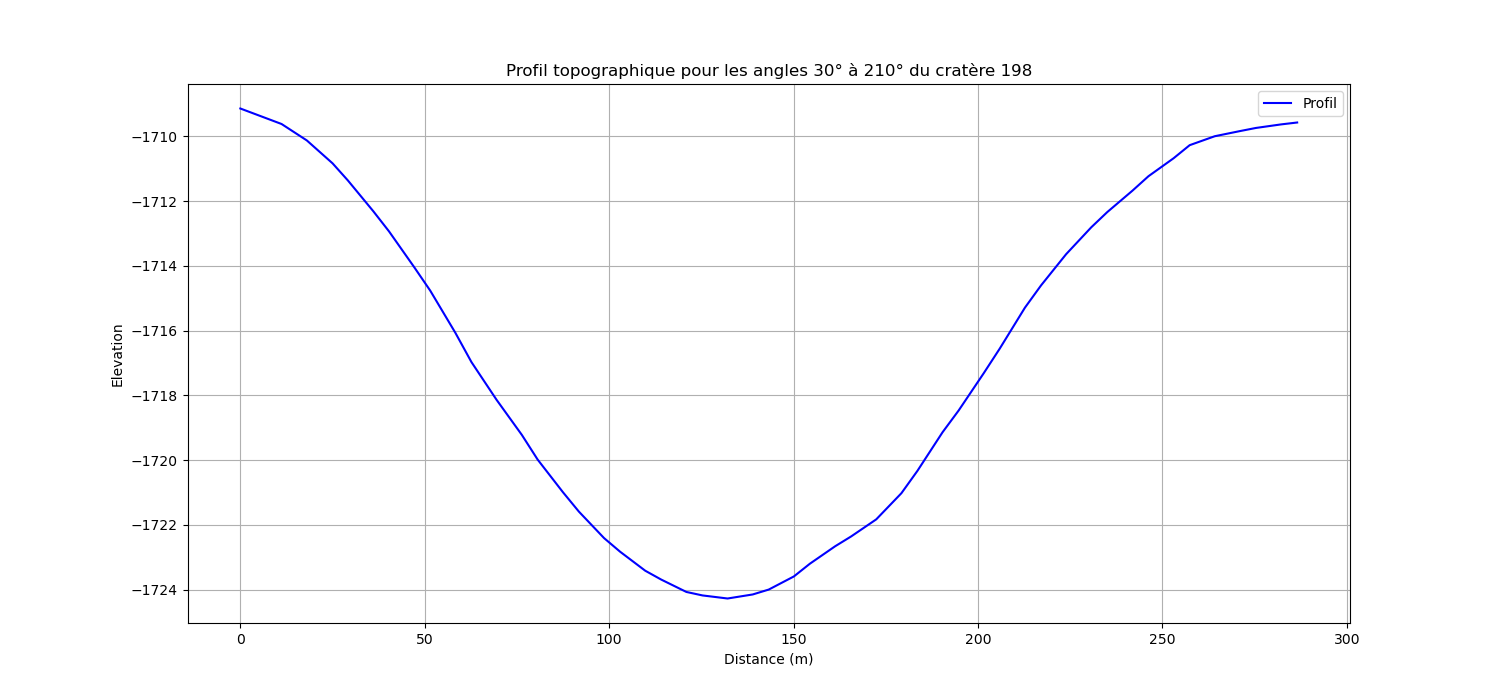 Profil topographique pour les angles 30° à 210° du cratère 198
Profil
−1710
−1712
−1714
−1716
−1718
−1720
−1722
−1724
Elevation
0 50 100 150 200 250 300
Distance (m)